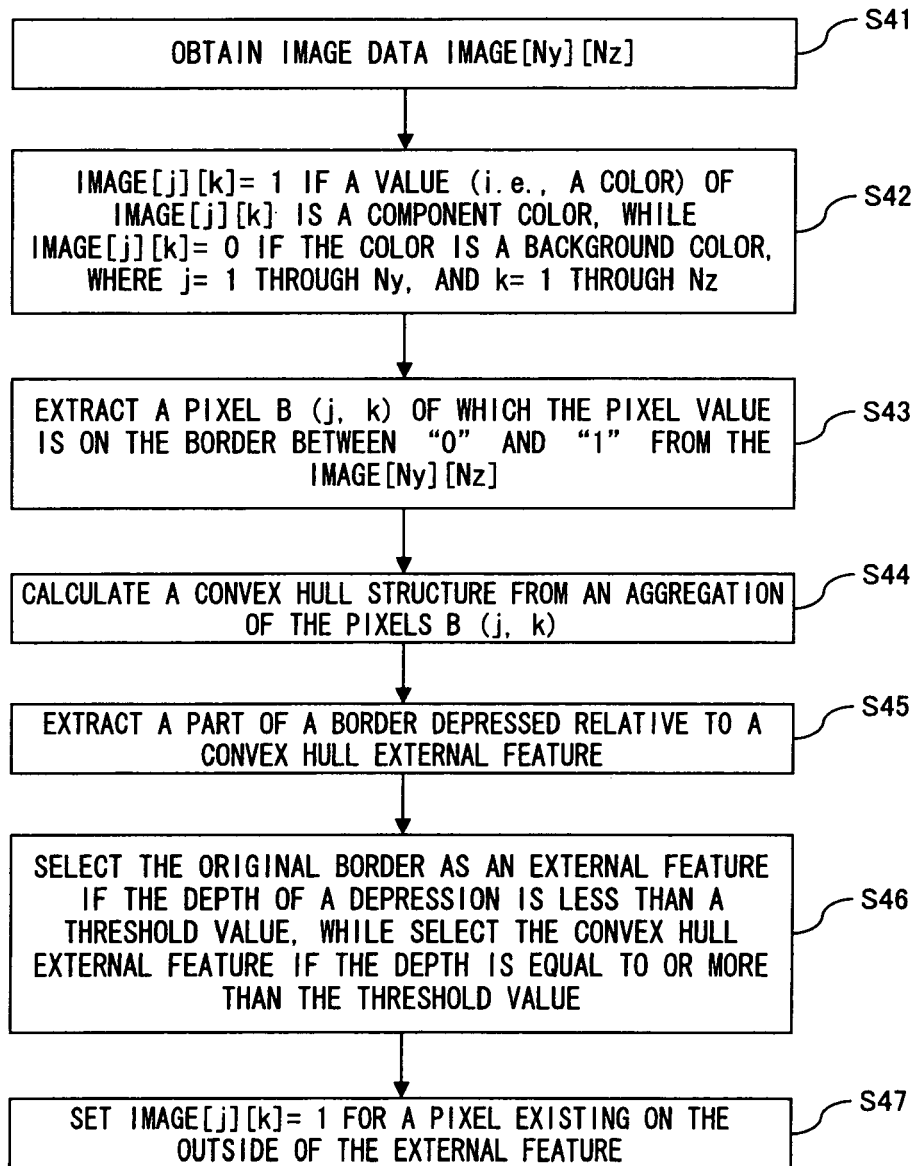 OBTAIN IMAGE DATA IMAGE[Ny][Nz]
S41
IMAGE[j][k]= 1 IF A VALUE (i.e., A COLOR) OF
IMAGE[j][k] IS A COMPONENT COLOR, WHILE
IMAGE[j][k]= 0 IF THE COLOR IS A BACKGROUND COLOR,
WHERE j= 1 THROUGH Ny, AND k= 1 THROUGH Nz
S42
EXTRACT A PIXEL B (j, k) OF WHICH THE PIXEL VALUE
IS ON THE BORDER BETWEEN “0” AND “1” FROM THE
IMAGE[Ny][Nz]
S43
CALCULATE A CONVEX HULL STRUCTURE FROM AN AGGREGATION
OF THE PIXELS B (j, k)
S44
EXTRACT A PART OF A BORDER DEPRESSED RELATIVE TO A
CONVEX HULL EXTERNAL FEATURE
S45
SELECT THE ORIGINAL BORDER AS AN EXTERNAL FEATURE
IF THE DEPTH OF A DEPRESSION IS LESS THAN A
THRESHOLD VALUE, WHILE SELECT THE CONVEX HULL
EXTERNAL FEATURE IF THE DEPTH IS EQUAL TO OR MORE
THAN THE THRESHOLD VALUE
S46
SET IMAGE[j][k]= 1 FOR A PIXEL EXISTING ON THE
OUTSIDE OF THE EXTERNAL FEATURE
S47